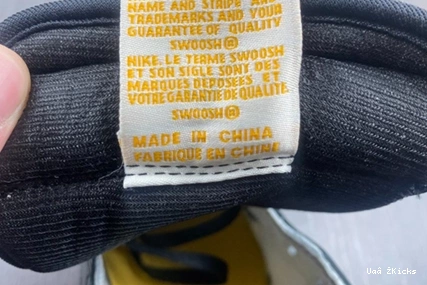 NAME AND STRIPE AND
TRADEMARKS AND YOUR
GUARANTEE OF QUALITY
SWOOSH®
NIKE, LE TERME SWOOSH
ET SON SIGLE SONT DES
MARQUES DEPOSEES ET
VOTRE GARANTIE DE QUALITE
SWOOSH®
MADE IN CHINA
FABRIQUE EN CHINE